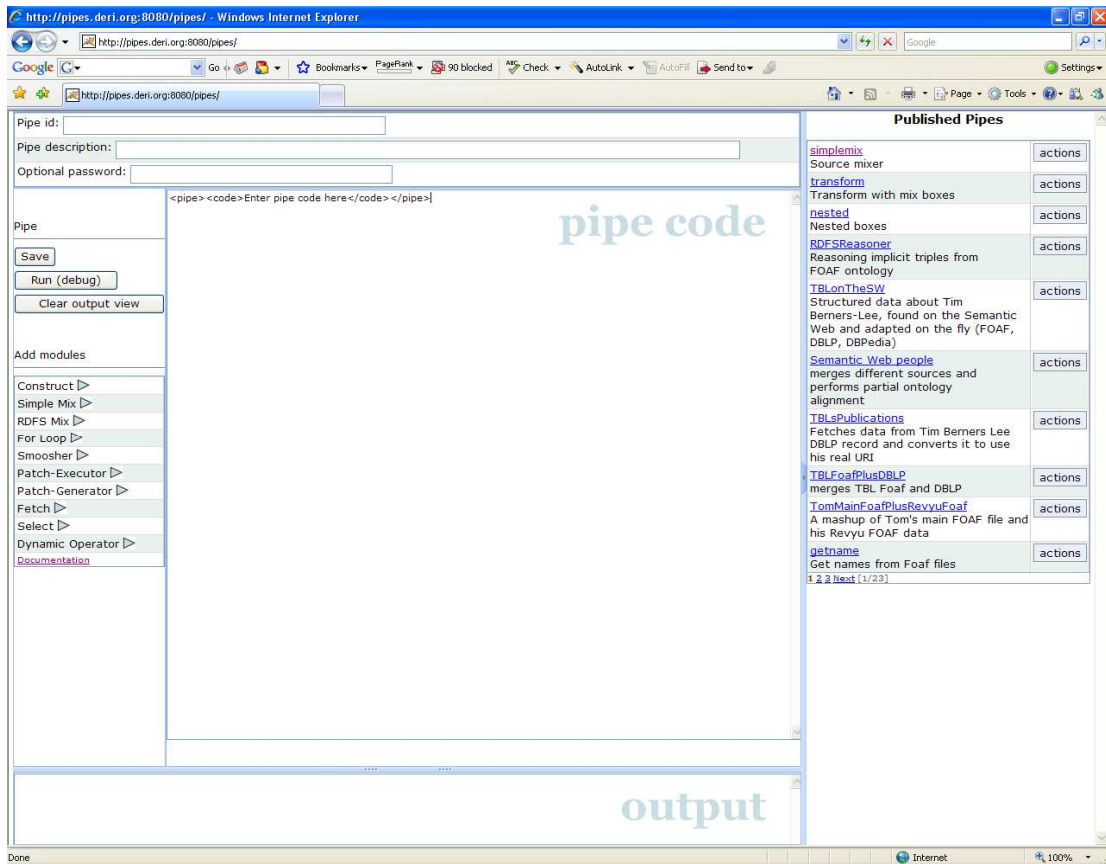 http://pipes.deri.org:8080/pipes/ - Windows Internet Explorer
http://pipes.deri.org:8080/pipes/
Google
Google G Go Bookmarks PageRank 90 blocked Check AutoLink AutoFill Send to Settings
http://pipes.deri.org:8080/pipes/ Page Tools
Pipe id:
Pipe description:
Optional password:
<pipe><code>Enter pipe code here</code></pipe>
pipe code
Pipe
Save
Run (debug)
Clear output view
Add modules
Construct
Simple Mix
RDFS Mix
For Loop
Smoosher
Patch-Executor
Patch-Generator
Fetch
Select
Dynamic Operator
Documentation
output
Published Pipes
simplemix actions
Source mixer
transform actions
Transform with mix boxes
nested actions
Nested boxes
RDFSReasoner actions
Reasoning implicit triples from
FOAF ontology
TBLonTheSW actions
Structured data about Tim
Berners-Lee, found on the Semantic
Web and adapted on the fly (FOAF,
DBLP, DBPedia)
Semantic Web people actions
merges different sources and
performs partial ontology
alignment
TBLsPublications actions
Fetches data from Tim Berners Lee
DBLP record and converts it to use
his real URI
TBLFoafPlusDBLP actions
merges TBL Foaf and DBLP
TomMainFoafPlusRevyuFoaf actions
A mashup of Tom's main FOAF file and
his Revyu FOAF data
getname actions
Get names from Foaf files
1 2 3 Next [1/23]
Done Internet 100%